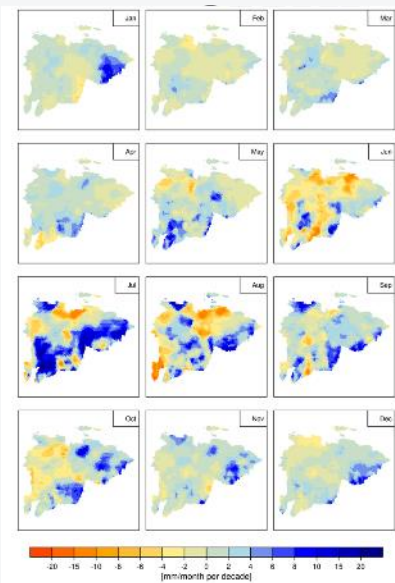 Jan
Feb
Mar
Apr
May
Jun
Jul
Aug
Sep
Oct
Nov
Dec
-20 -15 -10 -8 -6 -4 -2 0 2 4 6 8 10 15 20
[mm/month per decade]